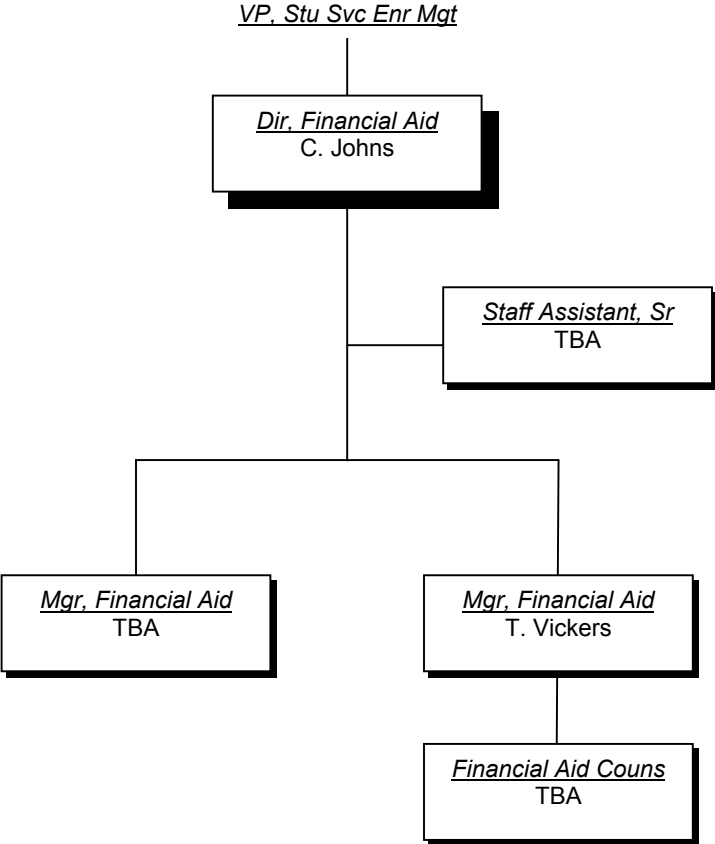 VP, Stu Svc Enr Mgt
Dir, Financial Aid
C. Johns
Staff Assistant, Sr
TBA
Mgr, Financial Aid
TBA
Mgr, Financial Aid
T. Vickers
Financial Aid Couns
TBA